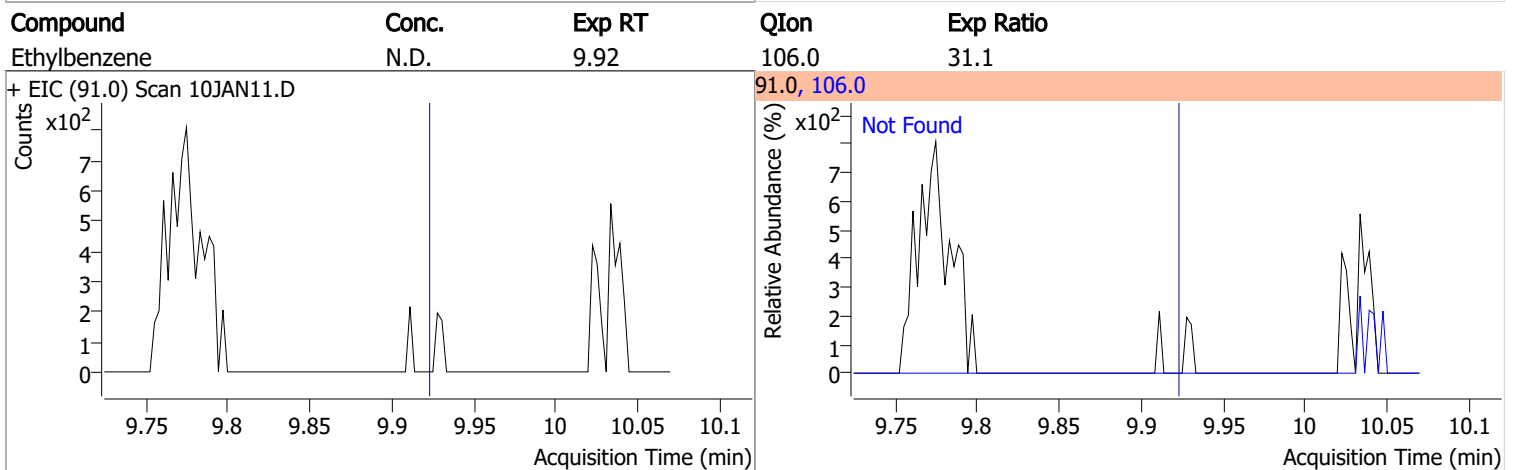 Compound Conc. Exp RT QIon Exp Ratio
Ethylbenzene N.D. 9.92 106.0 31.1
+ EIC (91.0) Scan 10JAN11.D
Counts
x10²
7
6
5
4
3
2
1
0
9.75 9.8 9.85 9.9 9.95 10 10.05 10.1
Acquisition Time (min)
91.0, 106.0
Relative Abundance (%)
x10²
Not Found
7
6
5
4
3
2
1
0
9.75 9.8 9.85 9.9 9.95 10 10.05 10.1
Acquisition Time (min)